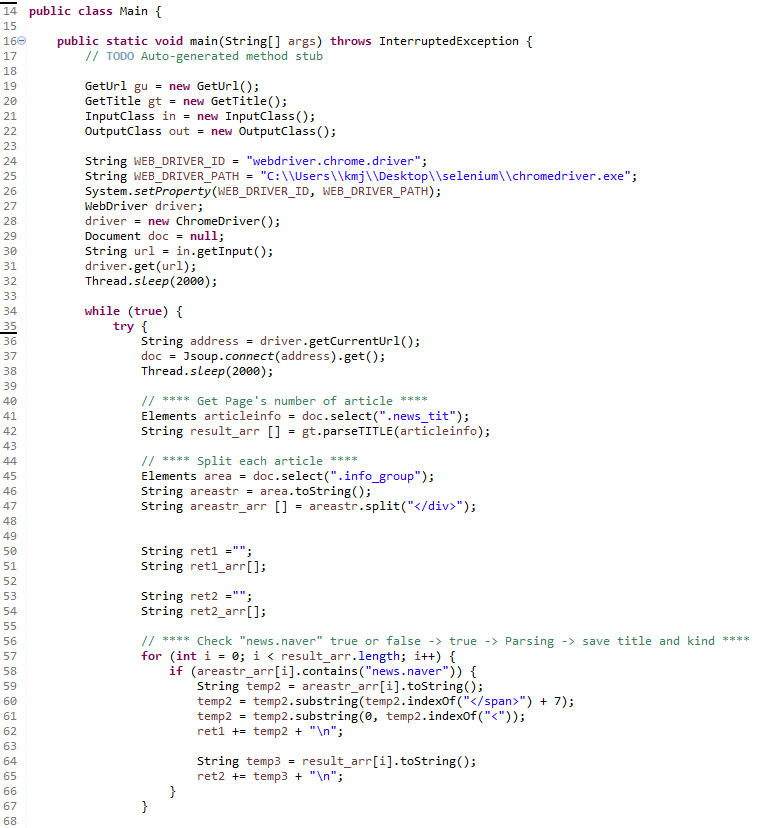 14 public class Main {
15
16 public static void main(String[] args) throws InterruptedException {
17 // TODO Auto-generated method stub
18
19 GetUrl gu = new GetUrl();
20 GetTitle gt = new GetTitle();
21 InputClass in = new InputClass();
22 OutputClass out = new OutputClass();
23
24 String WEB_DRIVER_ID = "webdriver.chrome.driver";
25 String WEB_DRIVER_PATH = "C:\\Users\\kmj\\Desktop\\selenium\\chromedriver.exe";
26 System.setProperty(WEB_DRIVER_ID, WEB_DRIVER_PATH);
27 WebDriver driver;
28 driver = new ChromeDriver();
29 Document doc = null;
30 String url = in.getInput();
31 driver.get(url);
32 Thread.sleep(2000);
33
34 while (true) {
35 try {
36 String address = driver.getCurrentUrl();
37 doc = Jsoup.connect(address).get();
38 Thread.sleep(2000);
39
40 // **** Get Page's number of article ****
41 Elements articleinfo = doc.select(".news_tit");
42 String result_arr [] = gt.parseTITLE(articleinfo);
43
44 // **** Split each article ****
45 Elements area = doc.select(".info_group");
46 String areastr = area.toString();
47 String areastr_arr [] = areastr.split("</div>");
48
49
50 String ret1 ="";
51 String ret1_arr[];
52
53 String ret2 ="";
54 String ret2_arr[];
55
56 // **** Check "news.naver" true or false -> true -> Parsing -> save title and kind ****
57 for (int i = 0; i < result_arr.length; i++) {
58 if (areastr_arr[i].contains("news.naver")) {
59 String temp2 = areastr_arr[i].toString();
60 temp2 = temp2.substring(temp2.indexOf("</span>") + 7);
61 temp2 = temp2.substring(0, temp2.indexOf("<"));
62 ret1 += temp2 + "\n";
63
64 String temp3 = result_arr[i].toString();
65 ret2 += temp3 + "\n";
66 }
67 }
68